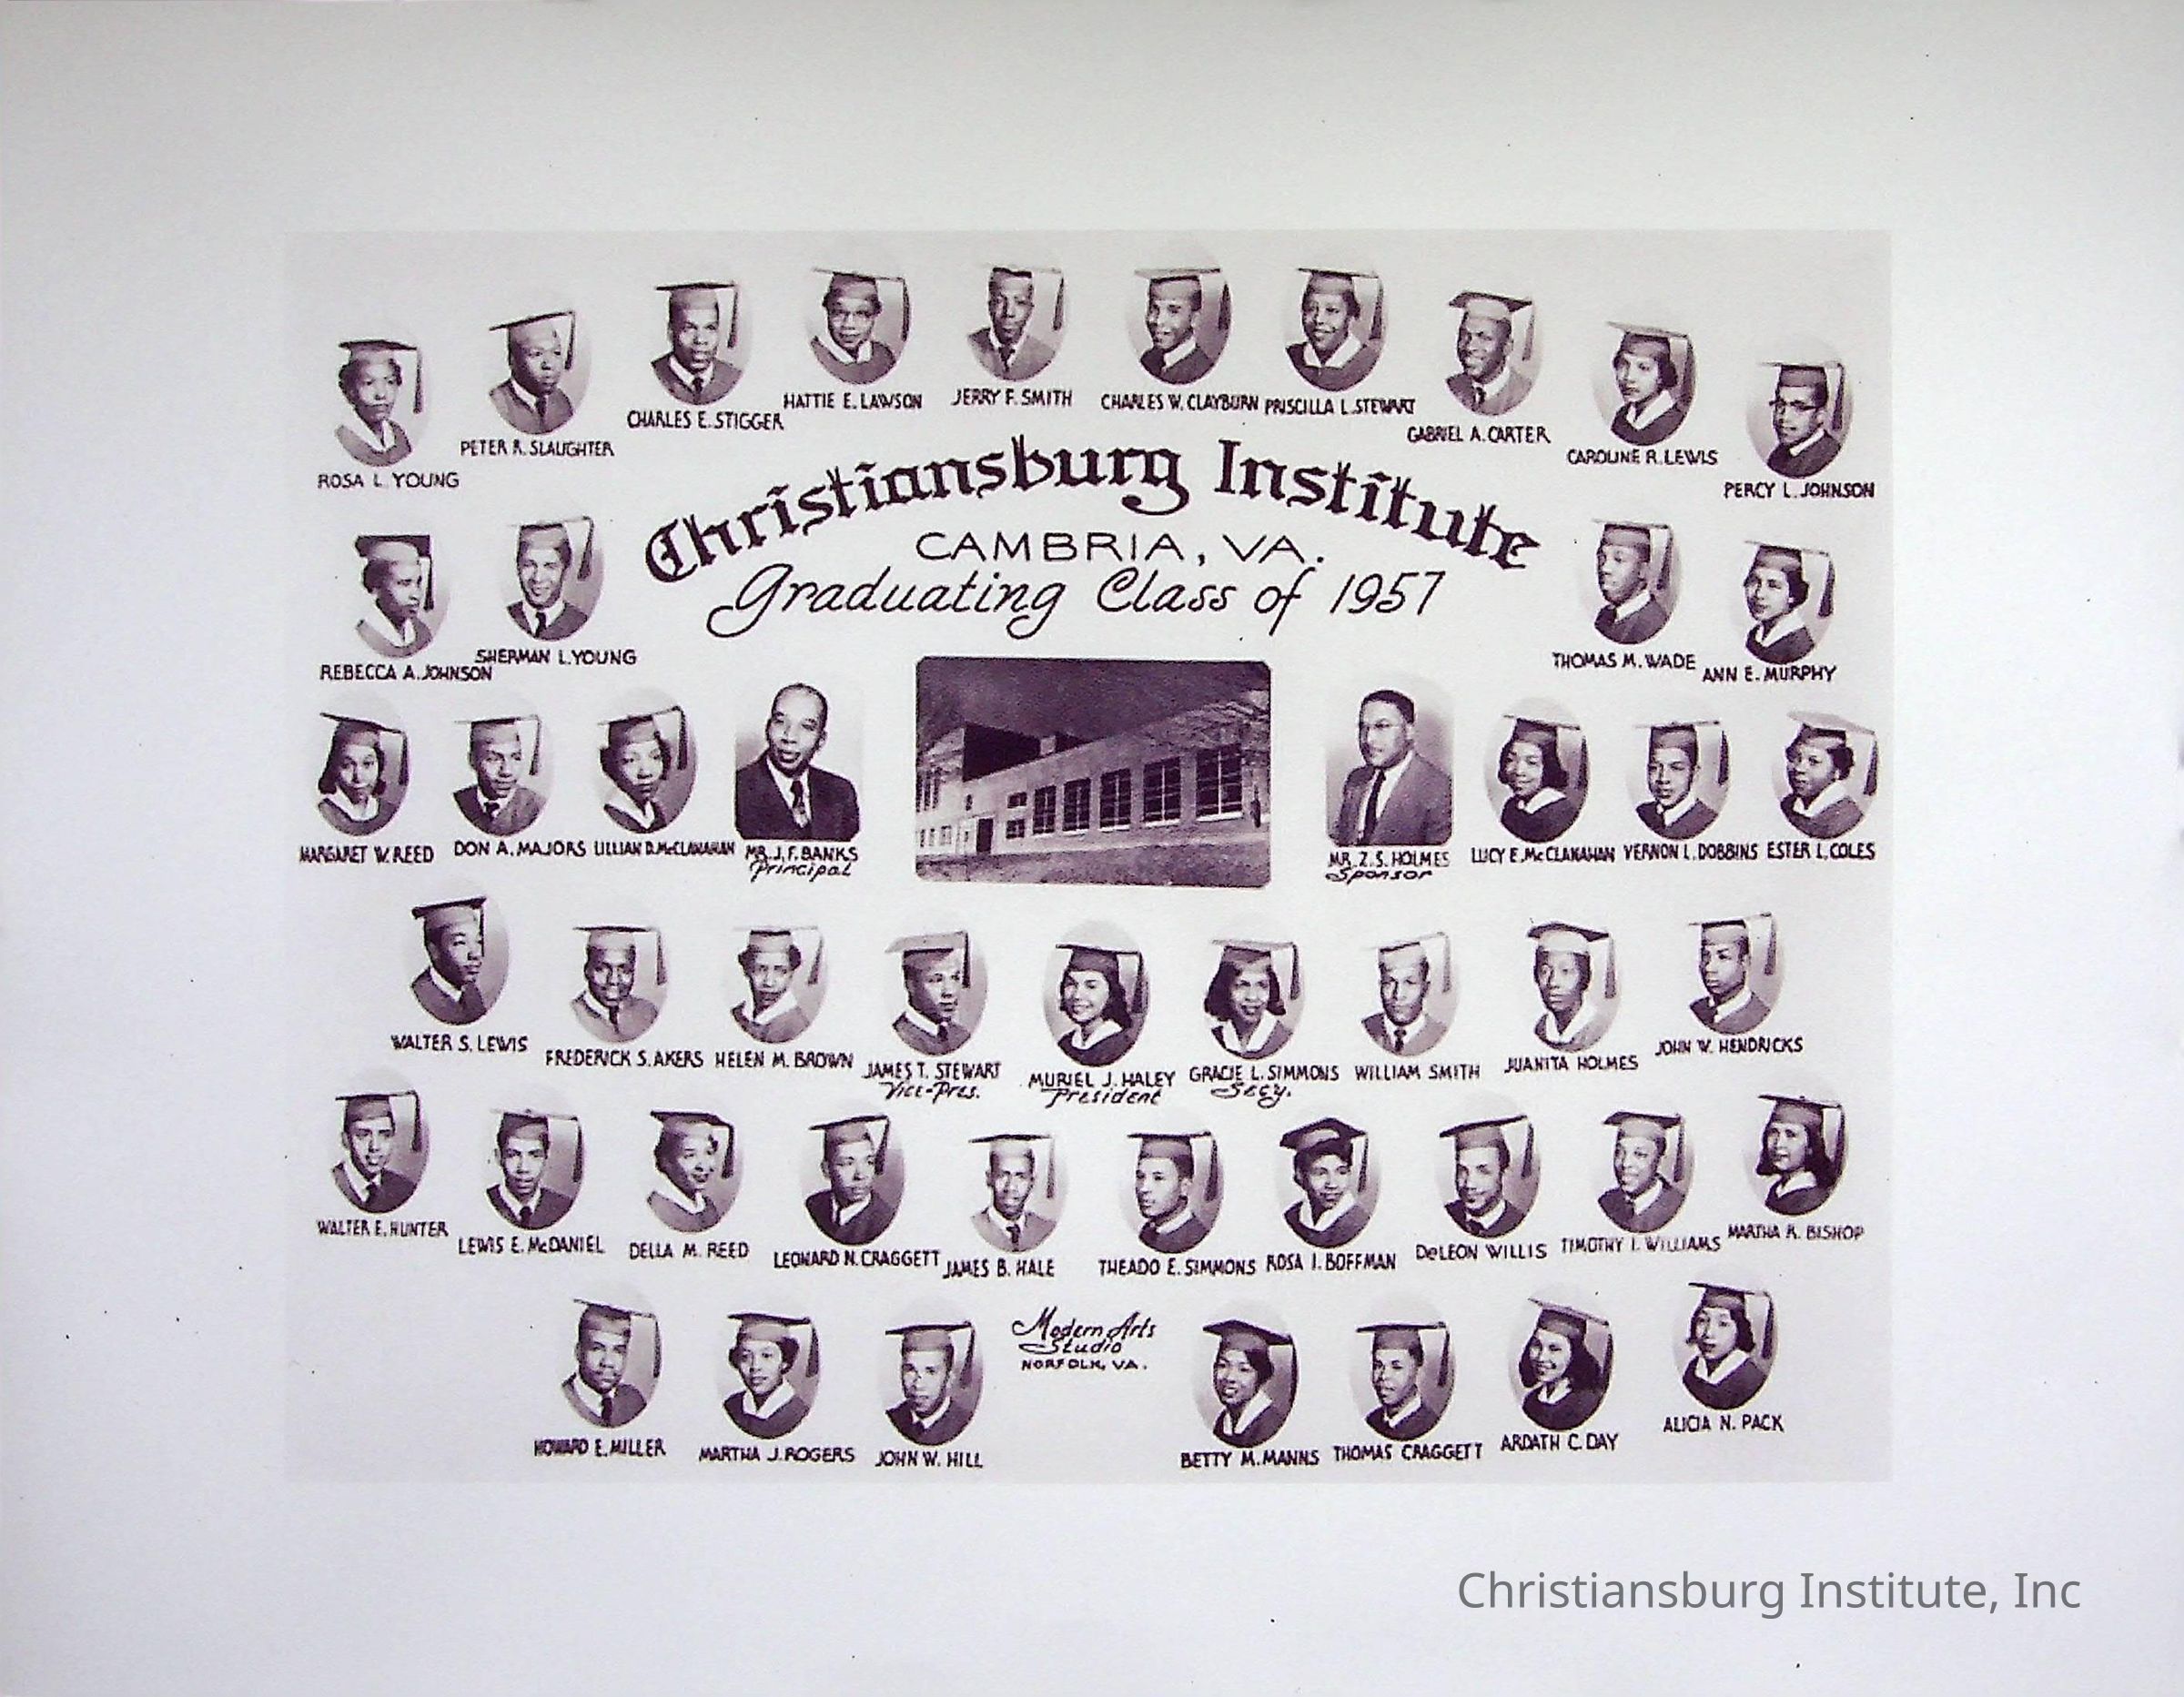 HATTIE E. LAWSON
JERRY F. SMITH
CHARLES W. CLAYBURN
PRISCILLA L. STEWART
CHARLES E. STIGGER
GABRIEL A. CARTER
PETER R. SLAUGHTER
CAROLINE R. LEWIS
ROSA L. YOUNG
PERCY L. JOHNSON
Christiansburg Institute
CAMBRIA, VA.
Graduating Class of 1957
REBECCA A. JOHNSON
SHERMAN L. YOUNG
THOMAS M. WADE
ANN E. MURPHY
MARGARET W. REED
DON A. MAJORS
LILLIAN D. McCLANAHAN
MR. J. F. BANKS
Principal
MR. Z. S. HOLMES
Sponsor
LUCY E. McCLANAHAN
VERNON L. DOBBINS
ESTER L. COLES
WALTER S. LEWIS
FREDERICK S. AKERS
HELEN M. BROWN
JAMES T. STEWART
Vice-Pres.
MURIEL J. HALEY
President
GRACIE L. SIMMONS
Secy.
WILLIAM SMITH
JUANITA HOLMES
JOHN W. HENDRICKS
WALTER E. HUNTER
LEWIS E. McDANIEL
DELLA M. REED
LEONARD N. CRAGGETT
JAMES B. HALE
THEADO E. SIMMONS
ROSA I. BOFFMAN
DeLEON WILLIS
TIMOTHY I. WILLIAMS
MARTHA R. BISHOP
HOWARD E. MILLER
MARTHA J. ROGERS
JOHN W. HILL
Modern Arts
Studio
NORFOLK, VA.
BETTY M. MANNS
THOMAS CRAGGETT
ARDATH C. DAY
ALICIA N. PACK
Christiansburg Institute, Inc